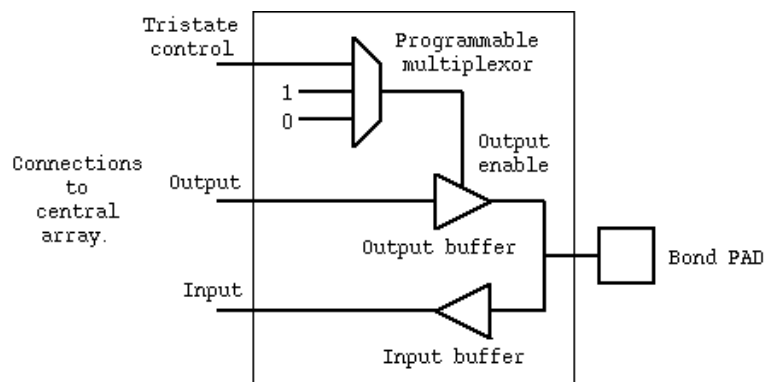 Tristate
control
Programmable
multiplexor
1
0
Output
enable
Connections
to
central
array.
Output
Output buffer
Bond PAD
Input
Input buffer